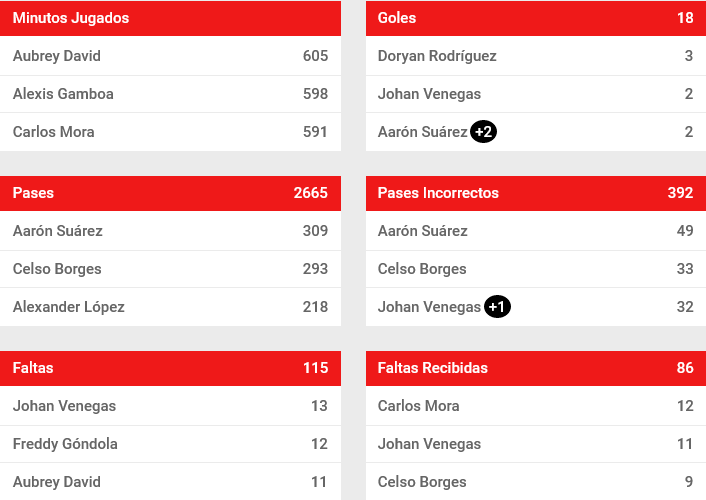 Minutos Jugados
Aubrey David 605
Alexis Gamboa 598
Carlos Mora 591
Goles 18
Doryan Rodríguez 3
Johan Venegas 2
Aarón Suárez +2 2
Pases 2665
Aarón Suárez 309
Celso Borges 293
Alexander López 218
Pases Incorrectos 392
Aarón Suárez 49
Celso Borges 33
Johan Venegas +1 32
Faltas 115
Johan Venegas 13
Freddy Góndola 12
Aubrey David 11
Faltas Recibidas 86
Carlos Mora 12
Johan Venegas 11
Celso Borges 9